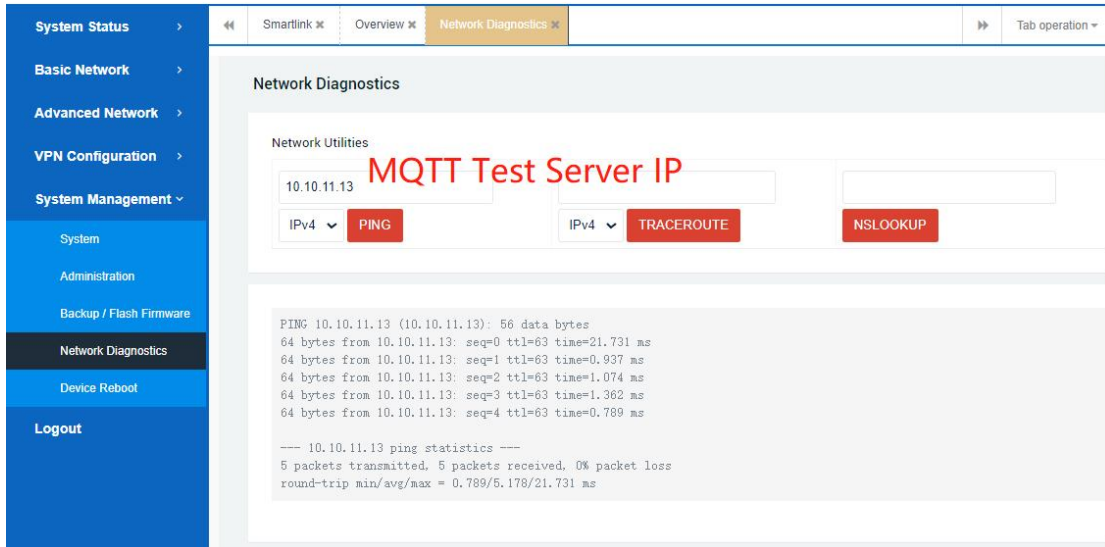 System Status
Basic Network
Advanced Network
VPN Configuration
System Management
System
Administration
Backup / Flash Firmware
Network Diagnostics
Device Reboot
Logout
Smartlink Overview Network Diagnostics Tab operation
Network Diagnostics
Network Utilities
MQTT Test Server IP
10.10.11.13
IPv4 PING IPv4 TRACEROUTE NSLOOKUP
PING 10.10.11.13 (10.10.11.13): 56 data bytes
64 bytes from 10.10.11.13: seq=0 ttl=63 time=21.731 ms
64 bytes from 10.10.11.13: seq=1 ttl=63 time=0.937 ms
64 bytes from 10.10.11.13: seq=2 ttl=63 time=1.074 ms
64 bytes from 10.10.11.13: seq=3 ttl=63 time=1.362 ms
64 bytes from 10.10.11.13: seq=4 ttl=63 time=0.789 ms
--- 10.10.11.13 ping statistics ---
5 packets transmitted, 5 packets received, 0% packet loss
round-trip min/avg/max = 0.789/5.178/21.731 ms